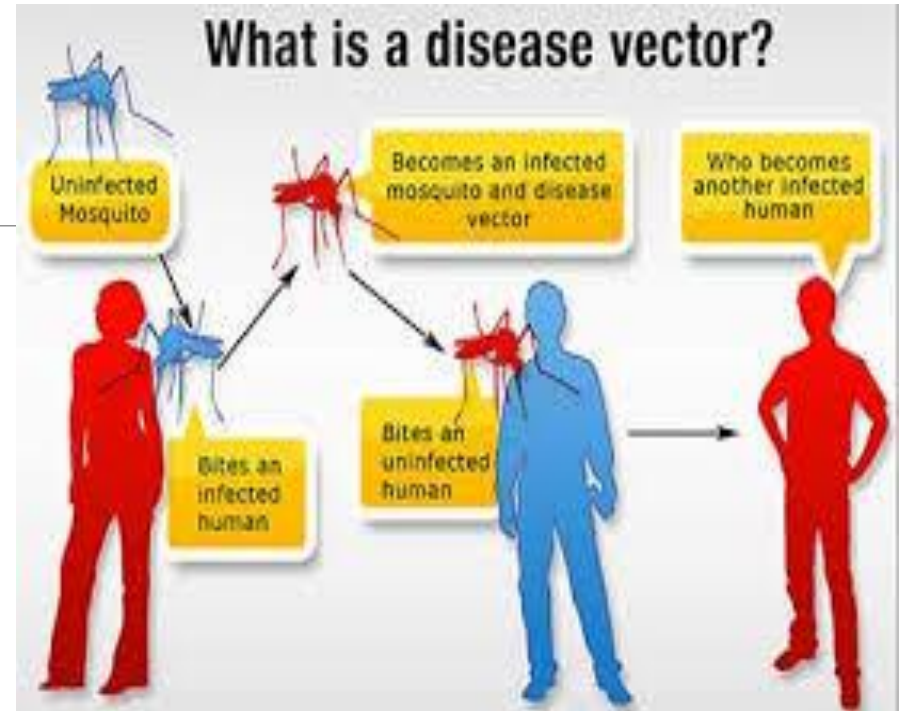 What is a disease vector?
Uninfected
Mosquito
Becomes an infected
mosquito and disease
vector
Who becomes
another infected
human
Bites an
infected
human
Bites an
uninfected
human